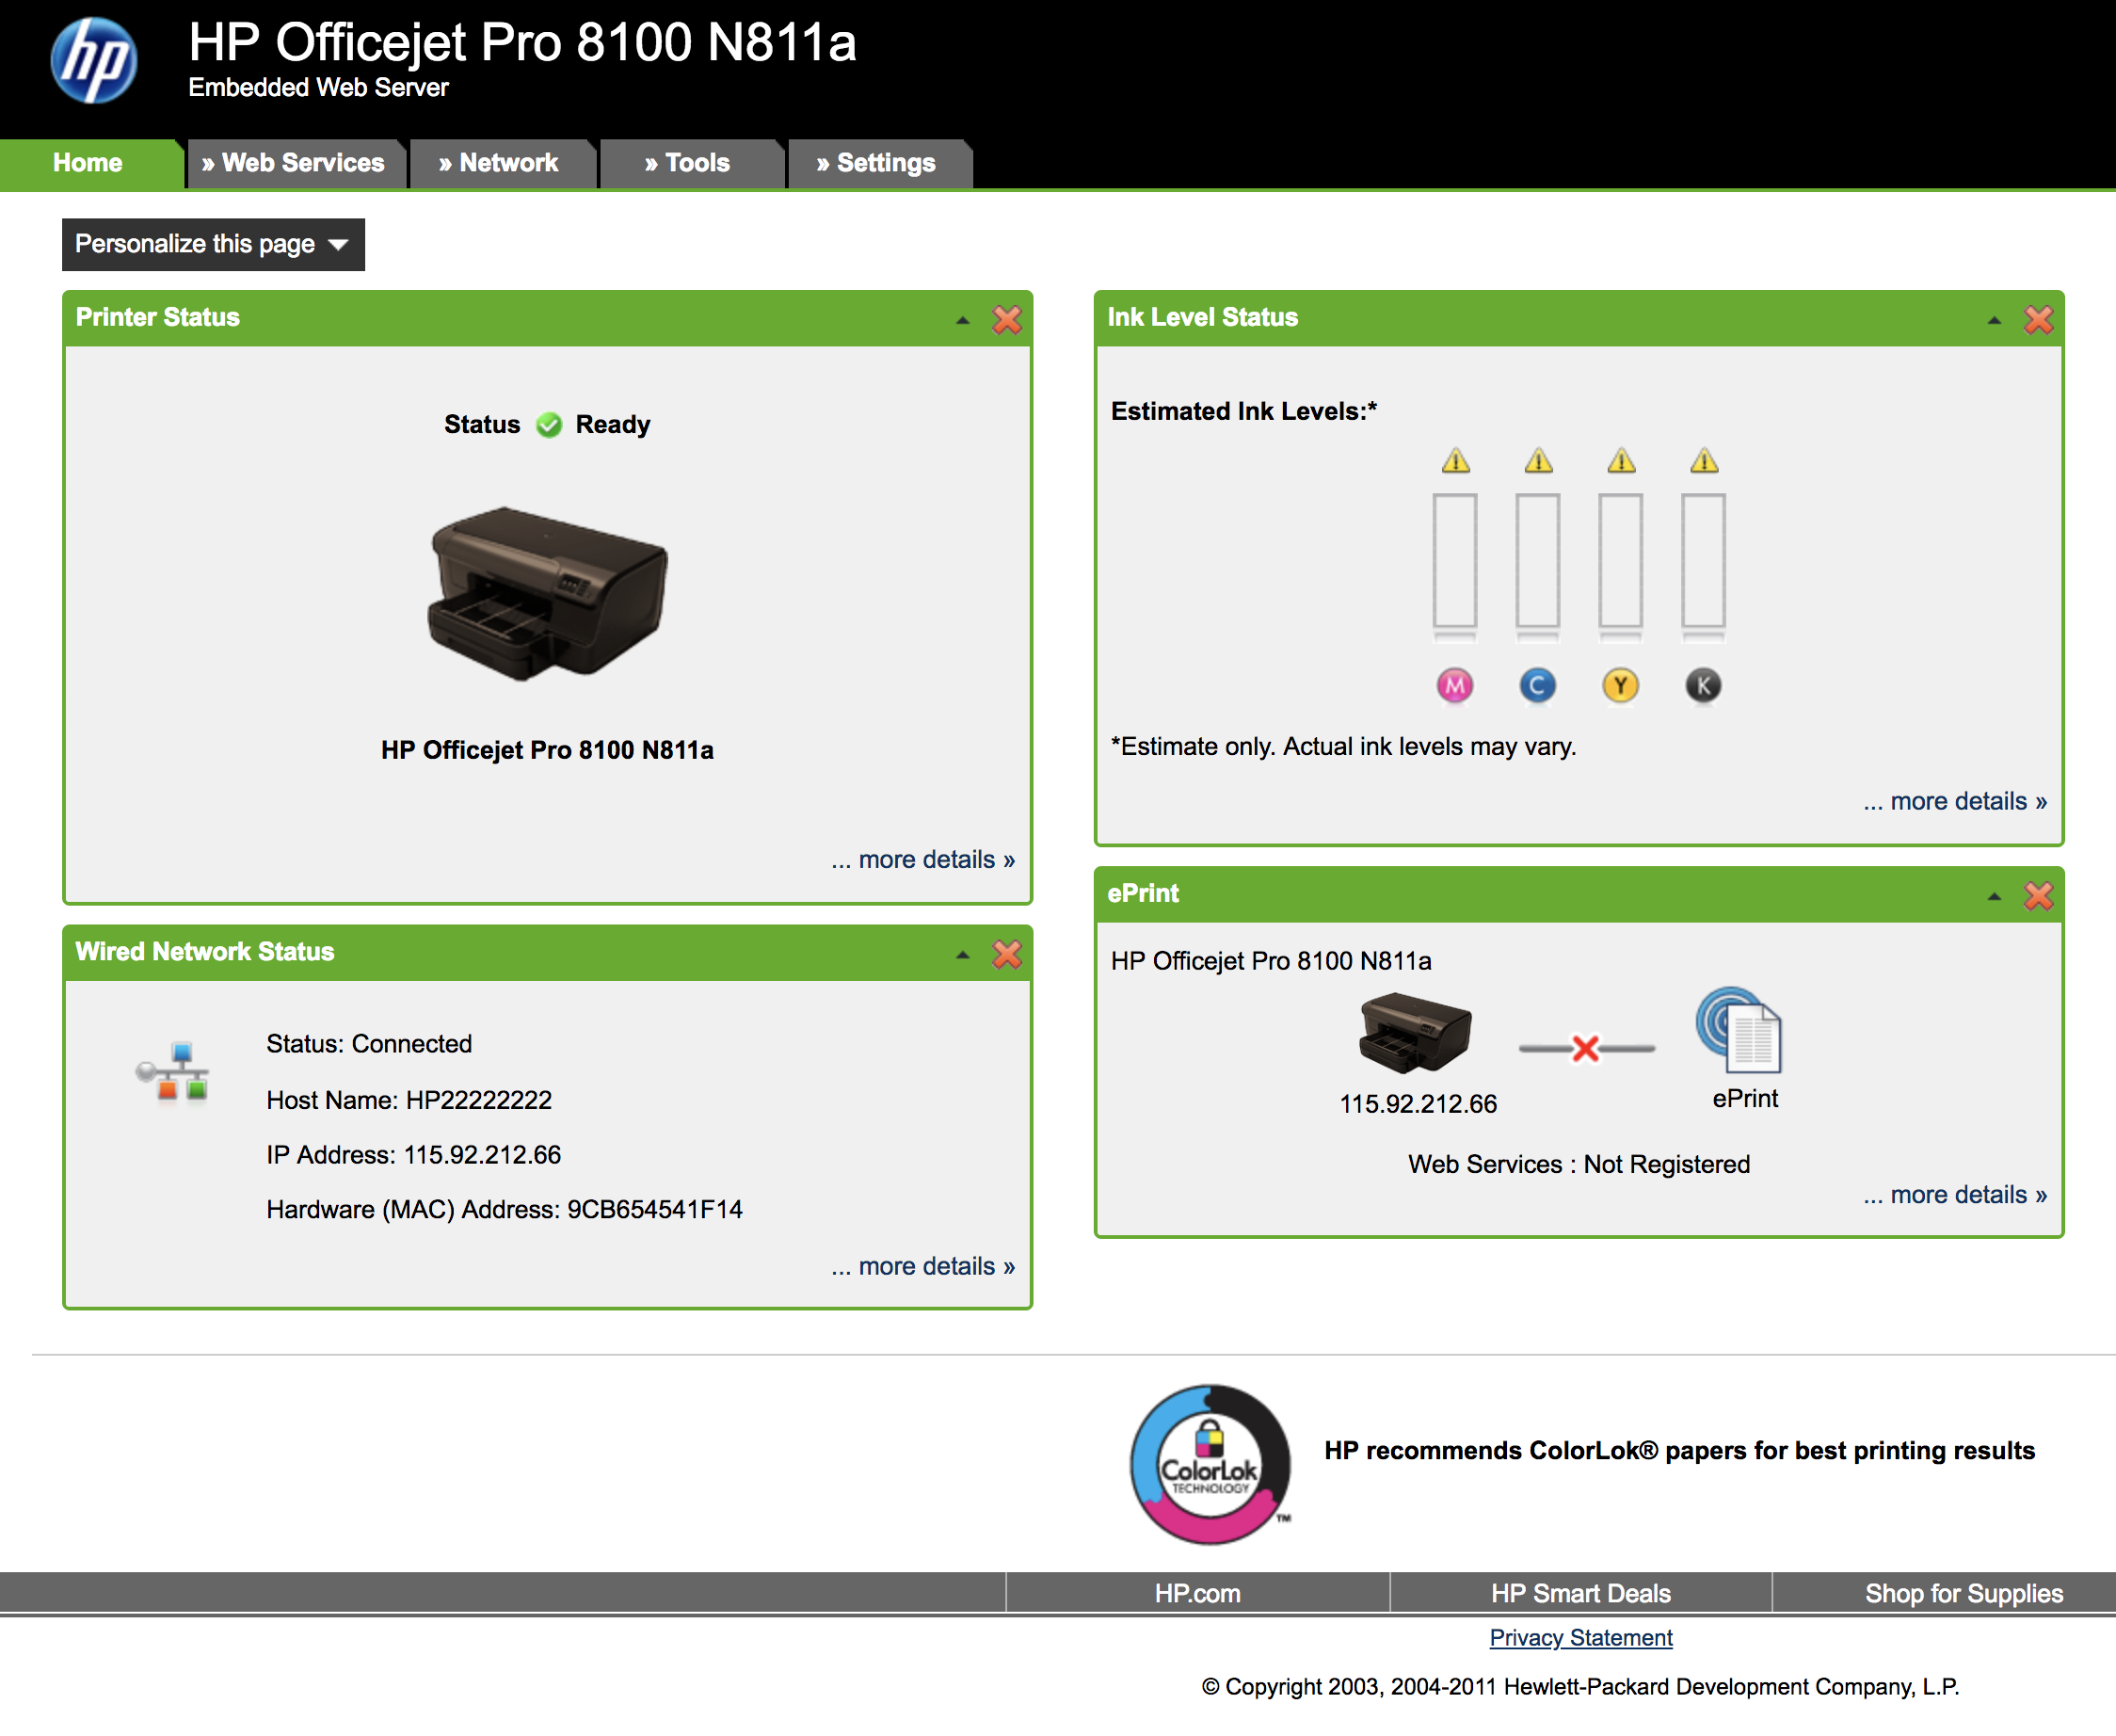 hp
HP Officejet Pro 8100 N811a
Embedded Web Server
Home
» Web Services
» Network
» Tools
» Settings
Personalize this page
Printer Status
Status Ready
HP Officejet Pro 8100 N811a
... more details »
Wired Network Status
Status: Connected
Host Name: HP22222222
IP Address: 115.92.212.66
Hardware (MAC) Address: 9CB654541F14
... more details »
Ink Level Status
Estimated Ink Levels:*
M C Y K
*Estimate only. Actual ink levels may vary.
... more details »
ePrint
HP Officejet Pro 8100 N811a
115.92.212.66
ePrint
Web Services : Not Registered
... more details »
ColorLok
TECHNOLOGY
TM
HP recommends ColorLok® papers for best printing results
HP.com
HP Smart Deals
Shop for Supplies
Privacy Statement
© Copyright 2003, 2004-2011 Hewlett-Packard Development Company, L.P.